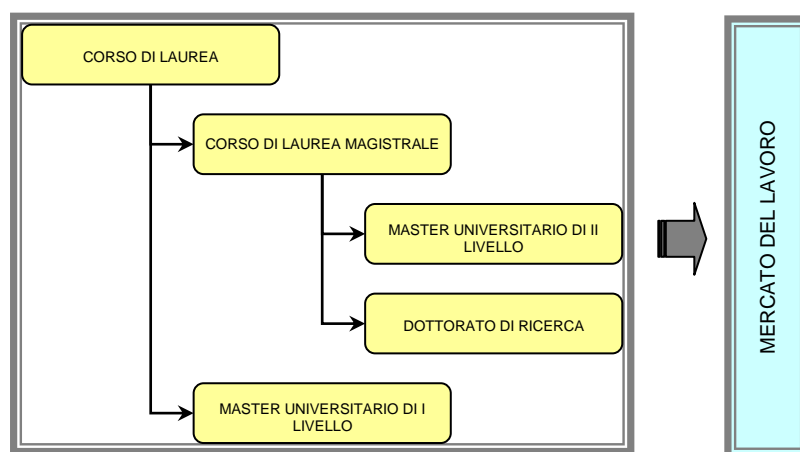 CORSO DI LAUREA
CORSO DI LAUREA MAGISTRALE
MASTER UNIVERSITARIO DI II
LIVELLO
DOTTORATO DI RICERCA
MASTER UNIVERSITARIO DI I
LIVELLO
MERCATO DEL LAVORO